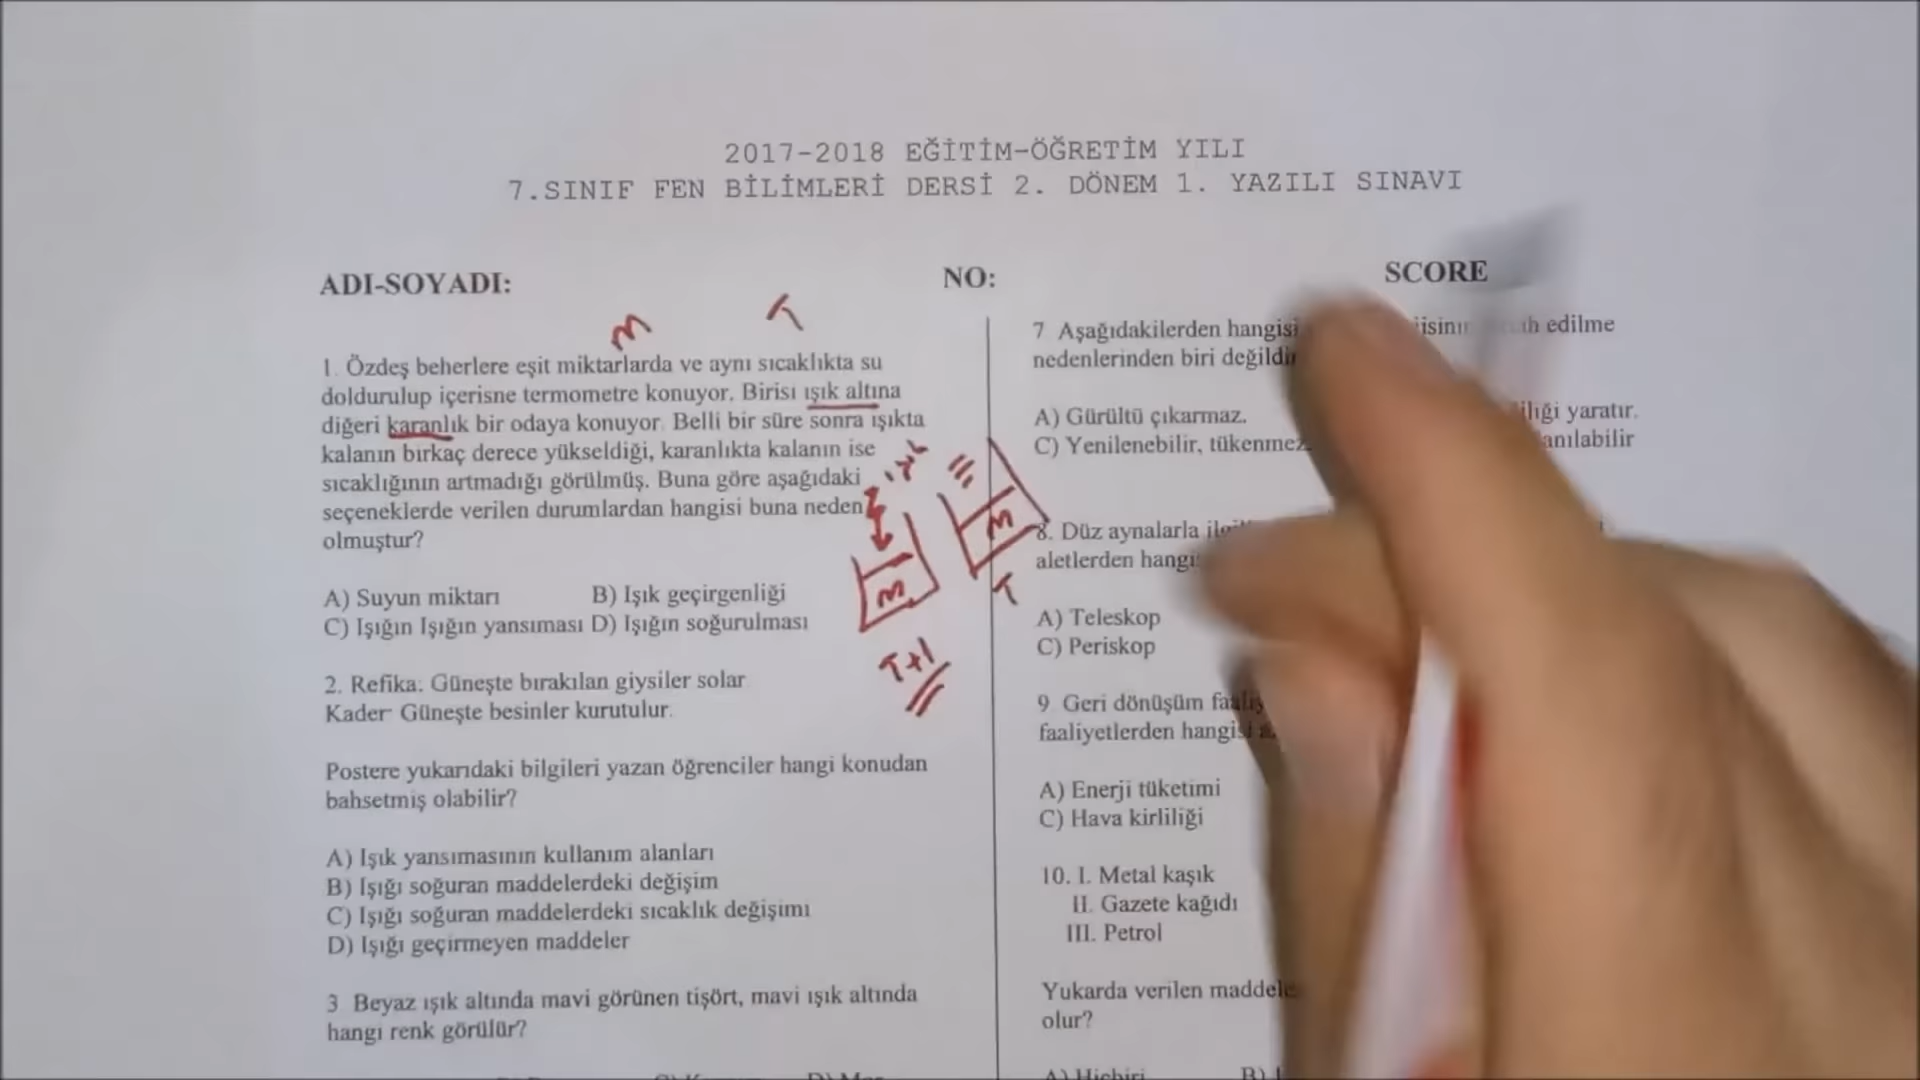 2017-2018 EĞİTİM-ÖĞRETİM YILI
7.SINIF FEN BİLİMLERİ DERSİ 2. DÖNEM 1. YAZILI SINAVI
ADI-SOYADI:
NO:
SCORE
m
T
1. Özdeş beherlere eşit miktarlarda ve aynı sıcaklıkta su
doldurulup içerisne termometre konuyor. Birisi ışık altına
diğeri karanlık bir odaya konuyor. Belli bir süre sonra ışıkta
kalanın birkaç derece yükseldiği, karanlıkta kalanın ise
sıcaklığının artmadığı görülmüş. Buna göre aşağıdaki
seçeneklerde verilen durumlardan hangisi buna neden
olmuştur?
ışık
m
m
T
T+1
A) Suyun miktarı
B) Işık geçirgenliği
C) Işığın Işığın yansıması D) Işığın soğurulması
2. Refika: Güneşte bırakılan giysiler solar
Kader: Güneşte besinler kurutulur.
Postere yukarıdaki bilgileri yazan öğrenciler hangi konudan
bahsetmiş olabilir?
A) Işık yansımasının kullanım alanları
B) Işığı soğuran maddelerdeki değişim
C) Işığı soğuran maddelerdeki sıcaklık değişimi
D) Işığı geçirmeyen maddeler
3 Beyaz ışık altında mavi görünen tişört, mavi ışık altında
hangi renk görülür?
7 Aşağıdakilerden hangisi edilme
nedenlerinden biri
A) Gürültü çıkarmaz.
yaratır.
C) Yenilenebilir,
8. Düz aynalarla
aletlerden
A) Teleskop
C) Periskop
9 Geri dönüşüm
faaliyetlerden
A) Enerji tüketimi
C) Hava kirliliği
10. I. Metal kaşık
II. Gazete kağıdı
III. Petrol
Yukarda verilen
olur?
A) Hiçbiri
B)